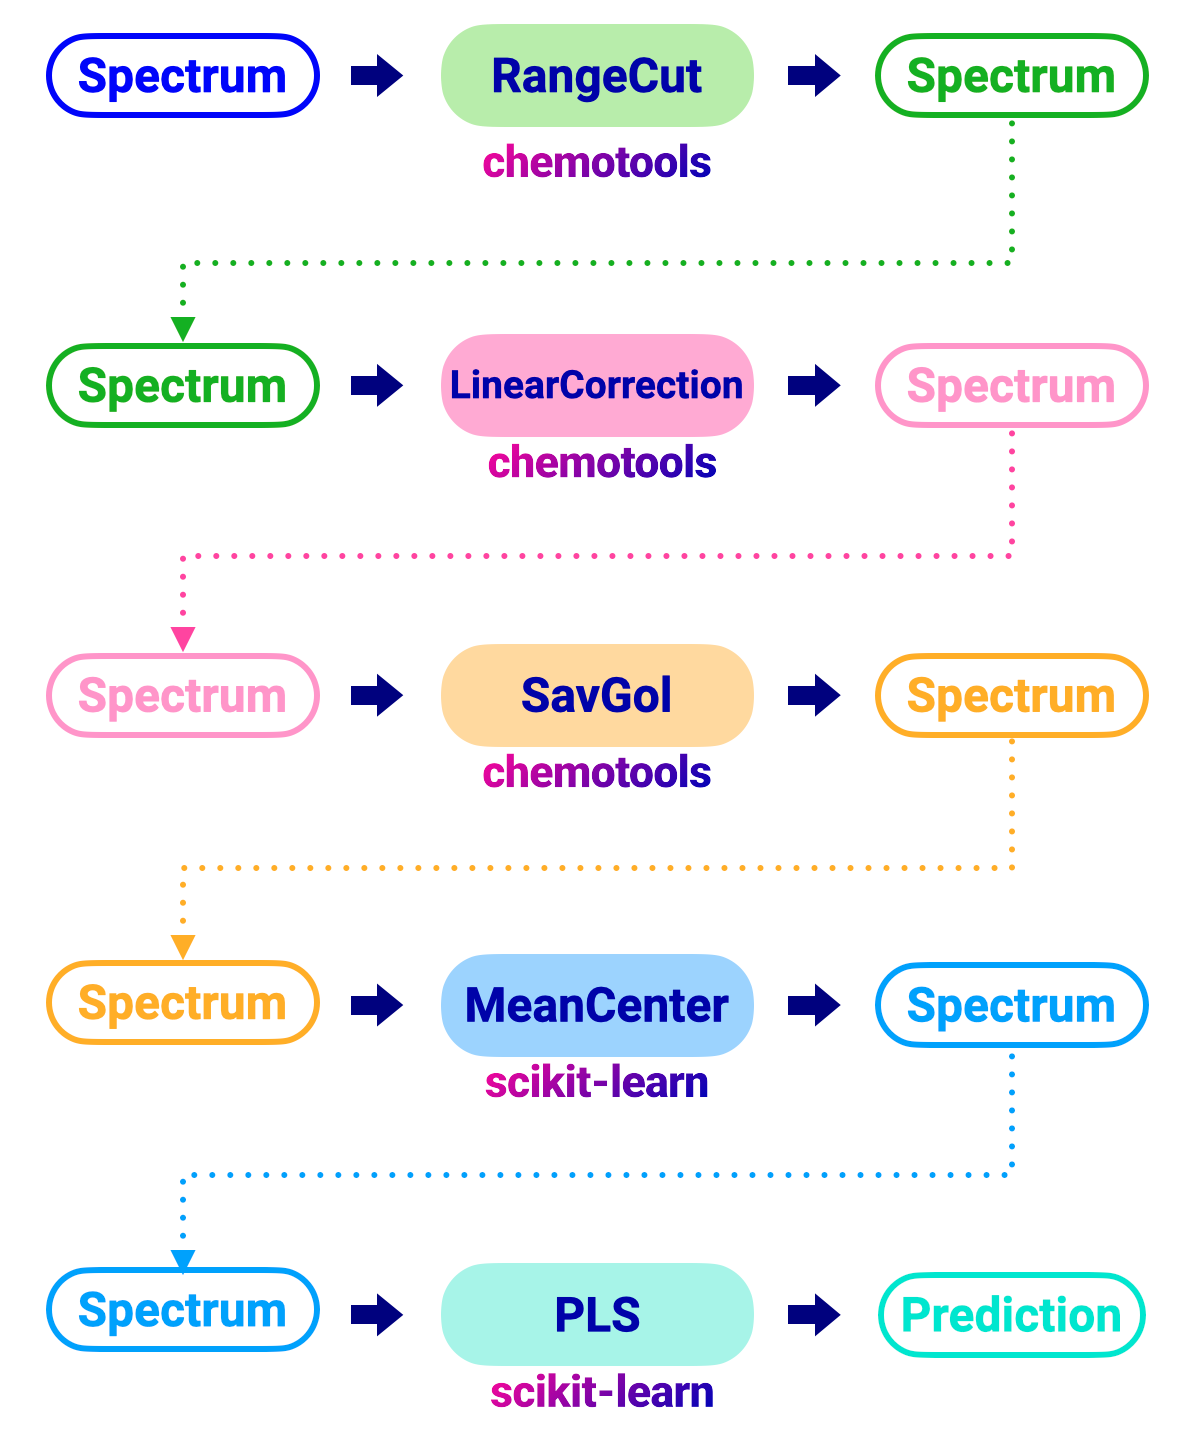 Spectrum
RangeCut
Spectrum
chemotools
Spectrum
LinearCorrection
Spectrum
chemotools
Spectrum
SavGol
Spectrum
chemotools
Spectrum
MeanCenter
Spectrum
scikit-learn
Spectrum
PLS
Prediction
scikit-learn